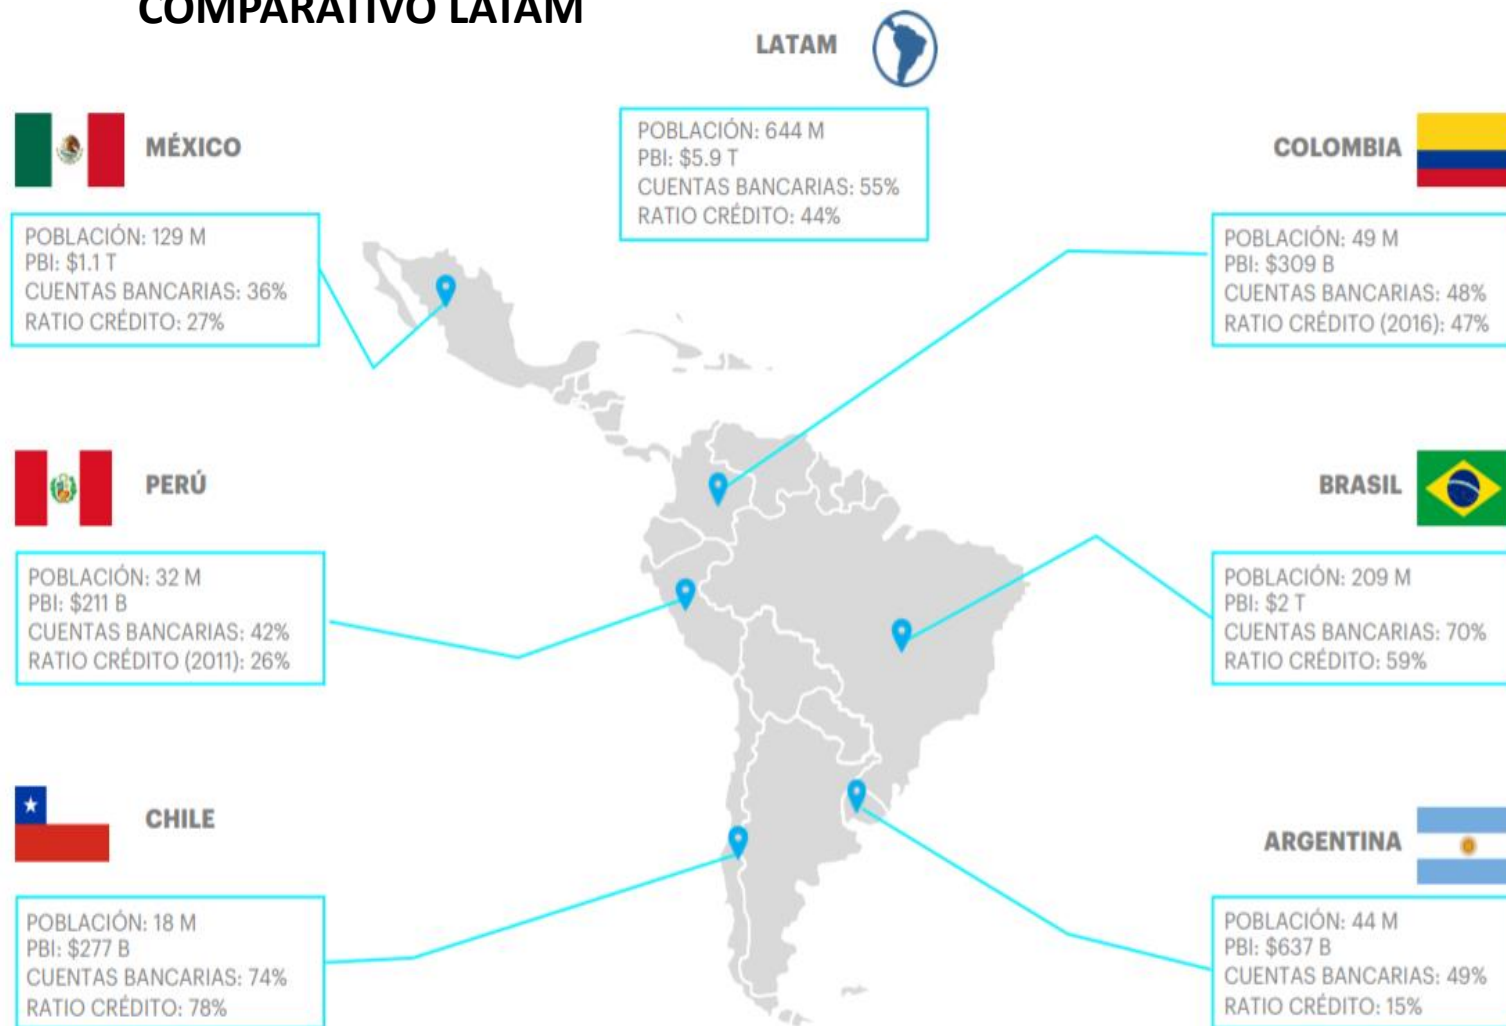 COMPARATIVO LATAM
LATAM
POBLACIÓN: 644 M
PBI: $5.9 T
CUENTAS BANCARIAS: 55%
RATIO CRÉDITO: 44%
MÉXICO
POBLACIÓN: 129 M
PBI: $1.1 T
CUENTAS BANCARIAS: 36%
RATIO CRÉDITO: 27%
COLOMBIA
POBLACIÓN: 49 M
PBI: $309 B
CUENTAS BANCARIAS: 48%
RATIO CRÉDITO (2016): 47%
PERÚ
POBLACIÓN: 32 M
PBI: $211 B
CUENTAS BANCARIAS: 42%
RATIO CRÉDITO (2011): 26%
BRASIL
POBLACIÓN: 209 M
PBI: $2 T
CUENTAS BANCARIAS: 70%
RATIO CRÉDITO: 59%
CHILE
POBLACIÓN: 18 M
PBI: $277 B
CUENTAS BANCARIAS: 74%
RATIO CRÉDITO: 78%
ARGENTINA
POBLACIÓN: 44 M
PBI: $637 B
CUENTAS BANCARIAS: 49%
RATIO CRÉDITO: 15%